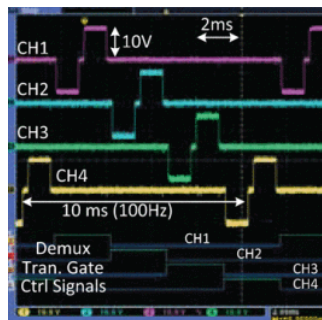 2ms
CH1
10V
CH2
CH3
CH4
10 ms (100Hz)
CH1
Demux
CH2
Tran. Gate
CH3
Ctrl Signals
CH4